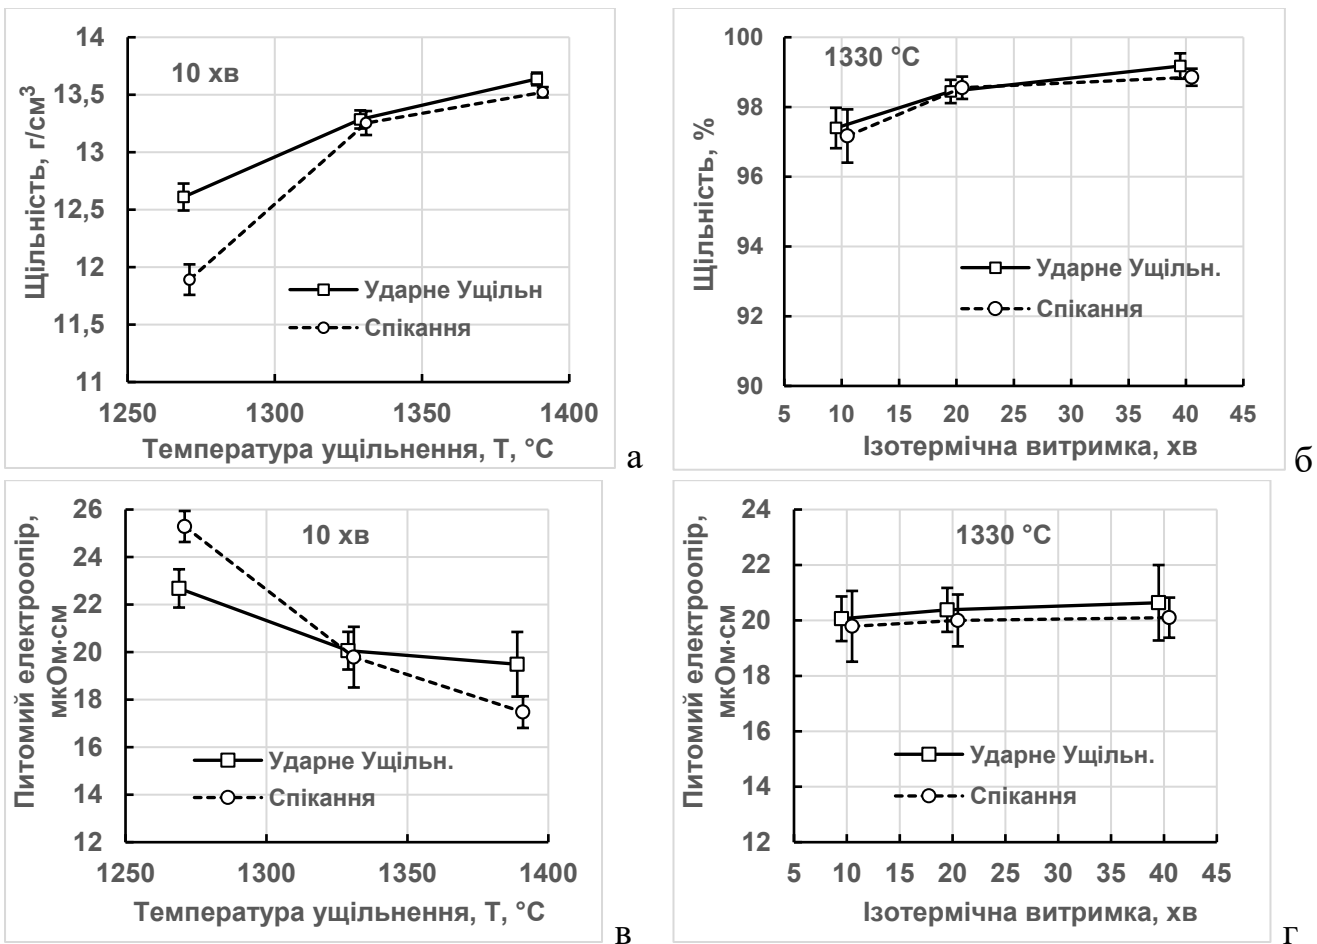 14
13,5
13
12,5
12
11,5
11
1250
1300
1350
1400
10 хв
Ударне Ущільн
Спікання
Щільність, г/см³
Температура ущільнення, Т, °С
а
100
98
96
94
92
90
5
10
15
20
25
30
35
40
45
1330 °С
Ударне Ущільн.
Спікання
Щільність, %
Ізотермічна витримка, хв
б
26
24
22
20
18
16
14
12
1250
1300
1350
1400
10 хв
Ударне Ущільн.
Спікання
Питомий електроопір,
мкОм·см
Температура ущільнення, Т, °С
в
24
22
20
18
16
14
12
5
10
15
20
25
30
35
40
45
1330 °С
Ударне Ущільн.
Спікання
Питомий електроопір,
мкОм·см
Ізотермічна витримка, хв
г